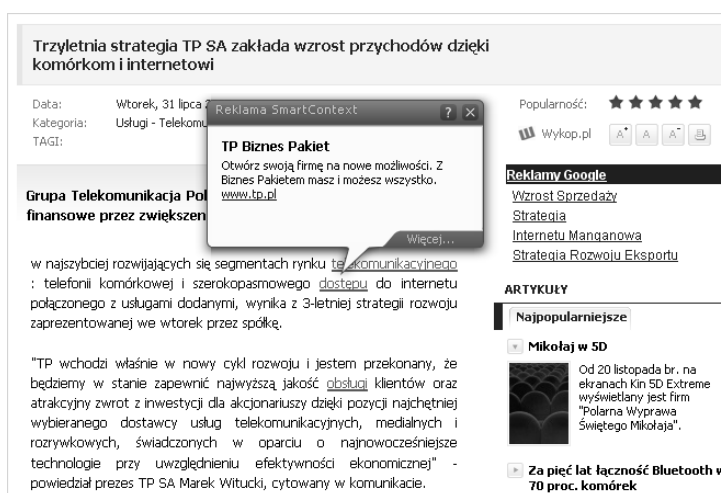 Trzyletnia strategia TP SA zakłada wzrost przychodów dzięki
komórkom i internetowi
Data: Wtorek, 31 lipca
Kategoria: Usługi - Telekomu
TAGI:
Popularność:
Wykop.pl A+ A A-
Reklama SmartContext ? X
TP Biznes Pakiet
Otwórz swoją firmę na nowe możliwości. Z
Biznes Pakietem masz i możesz wszystko.
www.tp.pl
Więcej...
Grupa Telekomunikacja Pol
finansowe przez zwiększen
w najszybciej rozwijających się segmentach rynku telekomunikacyjnego
: telefonii komórkowej i szerokopasmowego dostępu do internetu
połączonego z usługami dodanymi, wynika z 3-letniej strategii rozwoju
zaprezentowanej we wtorek przez spółkę.
"TP wchodzi właśnie w nowy cykl rozwoju i jestem przekonany, że
będziemy w stanie zapewnić najwyższą jakość obsługi klientów oraz
atrakcyjny zwrot z inwestycji dla akcjonariuszy dzięki pozycji najchętniej
wybieranego dostawcy usług telekomunikacyjnych, medialnych i
rozrywkowych, świadczonych w oparciu o najnowocześniejsze
technologie przy uwzględnieniu efektywności ekonomicznej" -
powiedział prezes TP SA Marek Witucki, cytowany w komunikacie.
Reklamy Google
Wzrost Sprzedaży
Strategia
Internetu Manganowa
Strategia Rozwoju Eksportu
ARTYKUŁY
Najpopularniejsze
Mikołaj w 5D
Od 20 listopada br. na
ekranach Kin 5D Extreme
wyświetlany jest firm
"Polarna Wyprawa
Świętego Mikołaja".
Za pięć lat łączność Bluetooth w
70 proc. komórek